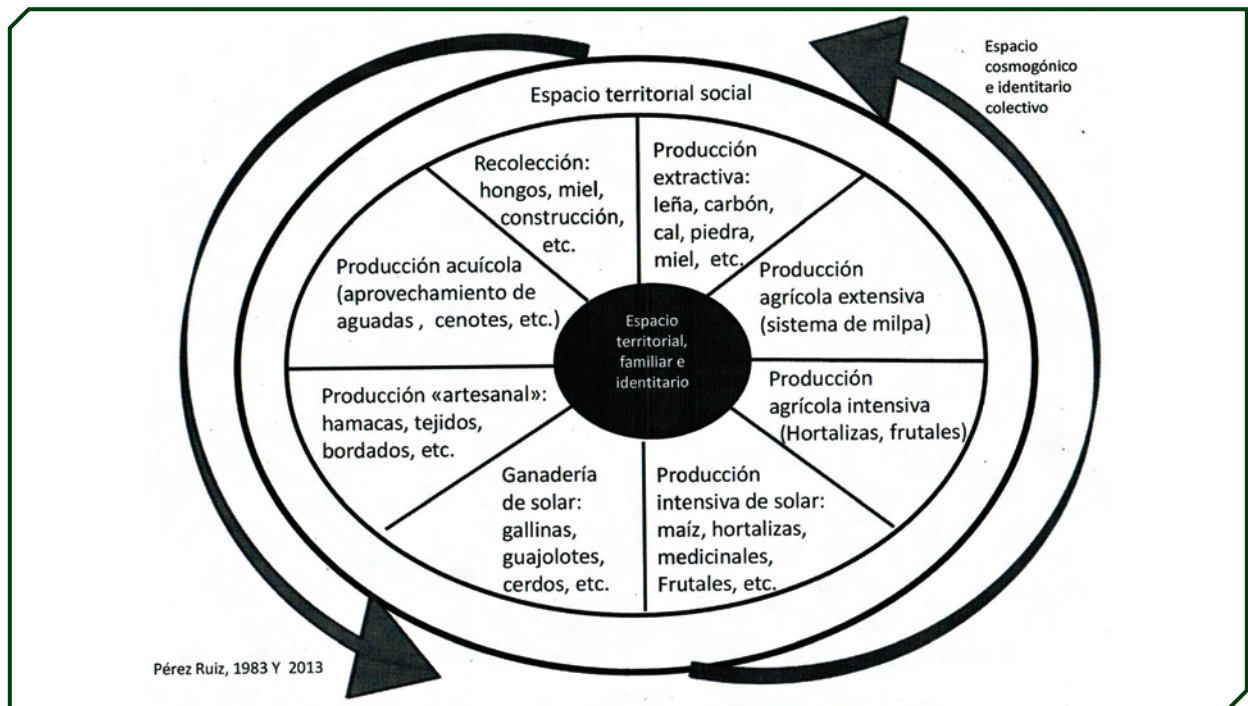 Espacio
cosmogónico
e identitario
colectivo
Espacio territorial social
Recolección:
hongos, miel,
construcción,
etc.
Producción
extractiva:
leña, carbón,
cal, piedra,
miel, etc.
Producción acuícola
(aprovechamiento de
aguadas , cenotes, etc.)
Producción
agrícola extensiva
(sistema de milpa)
Espacio
territorial,
familiar e
identitario
Producción «artesanal»:
hamacas, tejidos,
bordados, etc.
Producción
agrícola intensiva
(Hortalizas, frutales)
Ganadería
de solar:
gallinas,
guajolotes,
cerdos, etc.
Producción
intensiva de solar:
maíz, hortalizas,
medicinales,
Frutales, etc.
Pérez Ruiz, 1983 Y 2013